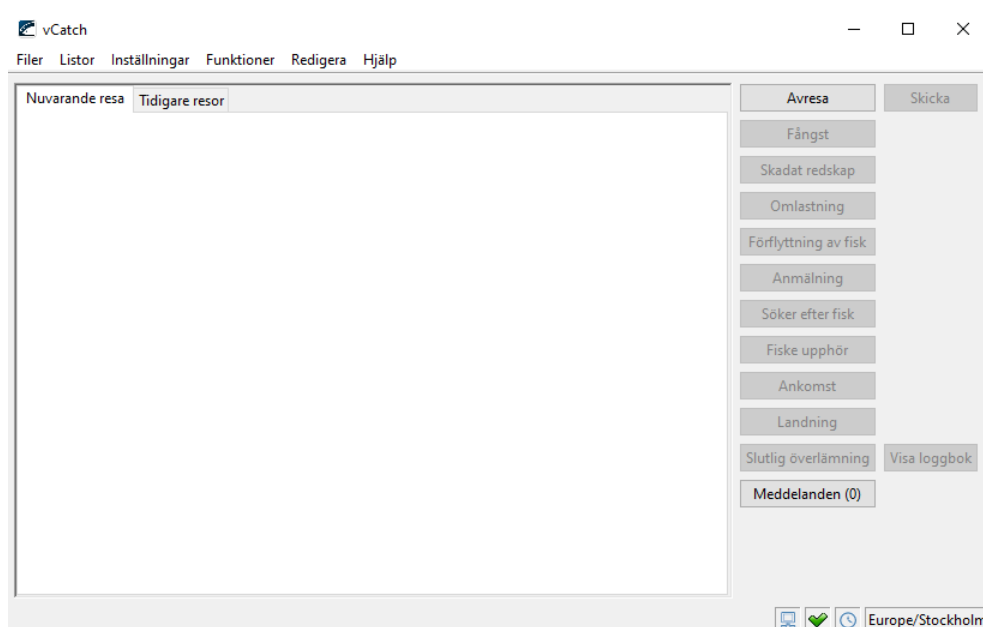 vCatch
Filer Listor Inställningar Funktioner Redigera Hjälp
Nuvarande resa Tidigare resor
Avresa Skicka
Fångst
Skadat redskap
Omlastning
Förflyttning av fisk
Anmälning
Söker efter fisk
Fiske upphör
Ankomst
Landning
Slutlig överlämning Visa loggbok
Meddelanden (0)
Europe/Stockholm